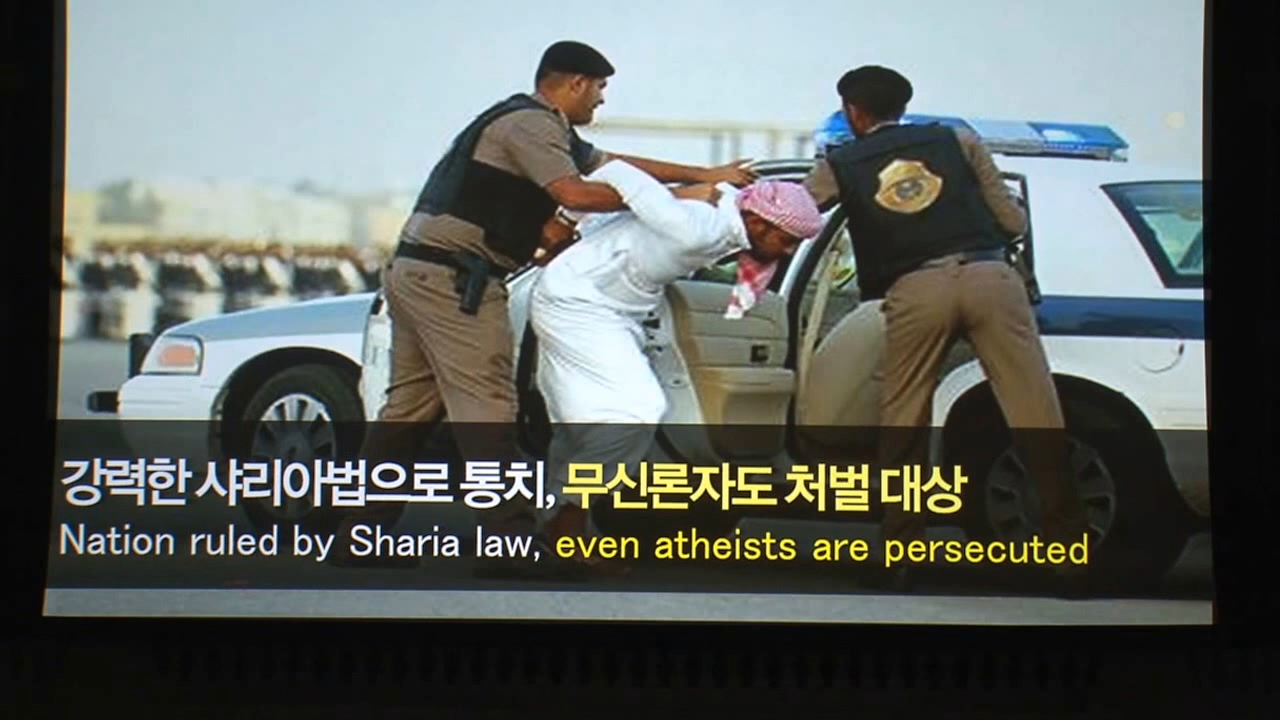 강력한 샤리아법으로 통치, 무신론자도 처벌 대상
Nation ruled by Sharia law, even atheists are persecuted